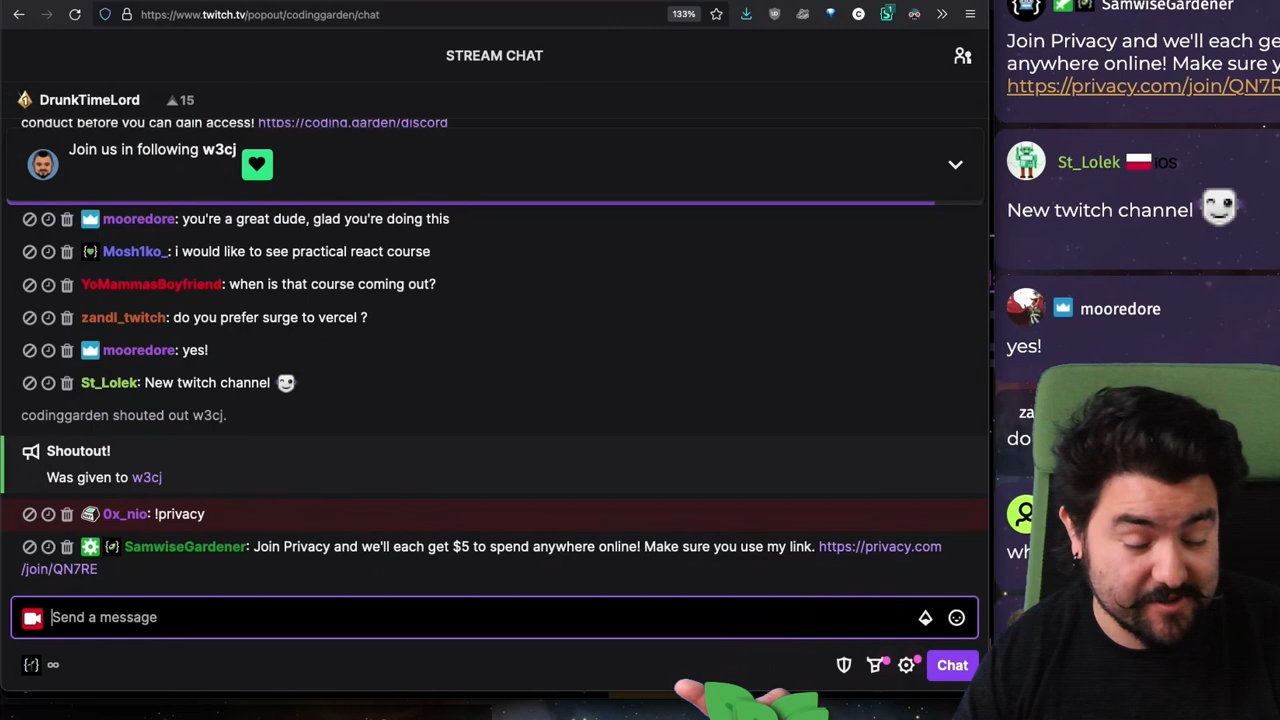 https://www.twitch.tv/popout/codinggarden/chat
133%
STREAM CHAT
DrunkTimeLord
15
conduct before you can gain access! https://coding.garden/discord
Join us in following w3cj
mooredore: you're a great dude, glad you're doing this
Mosh1ko_: i would like to see practical react course
YoMammasBoyfriend: when is that course coming out?
zandl_twitch: do you prefer surge to vercel ?
mooredore: yes!
St_Lolek: New twitch channel
codinggarden shouted out w3cj.
Shoutout!
Was given to w3cj
0x_nio: !privacy
SamwiseGardener: Join Privacy and we'll each get $5 to spend anywhere online! Make sure you use my link. https://privacy.com
/join/QN7RE
Send a message
Chat
SamwiseGardener
Join Privacy and we'll each get
anywhere online! Make sure y
https://privacy.com/join/QN7R
St_Lolek iOS
New twitch channel
mooredore
yes!
za
do
wh